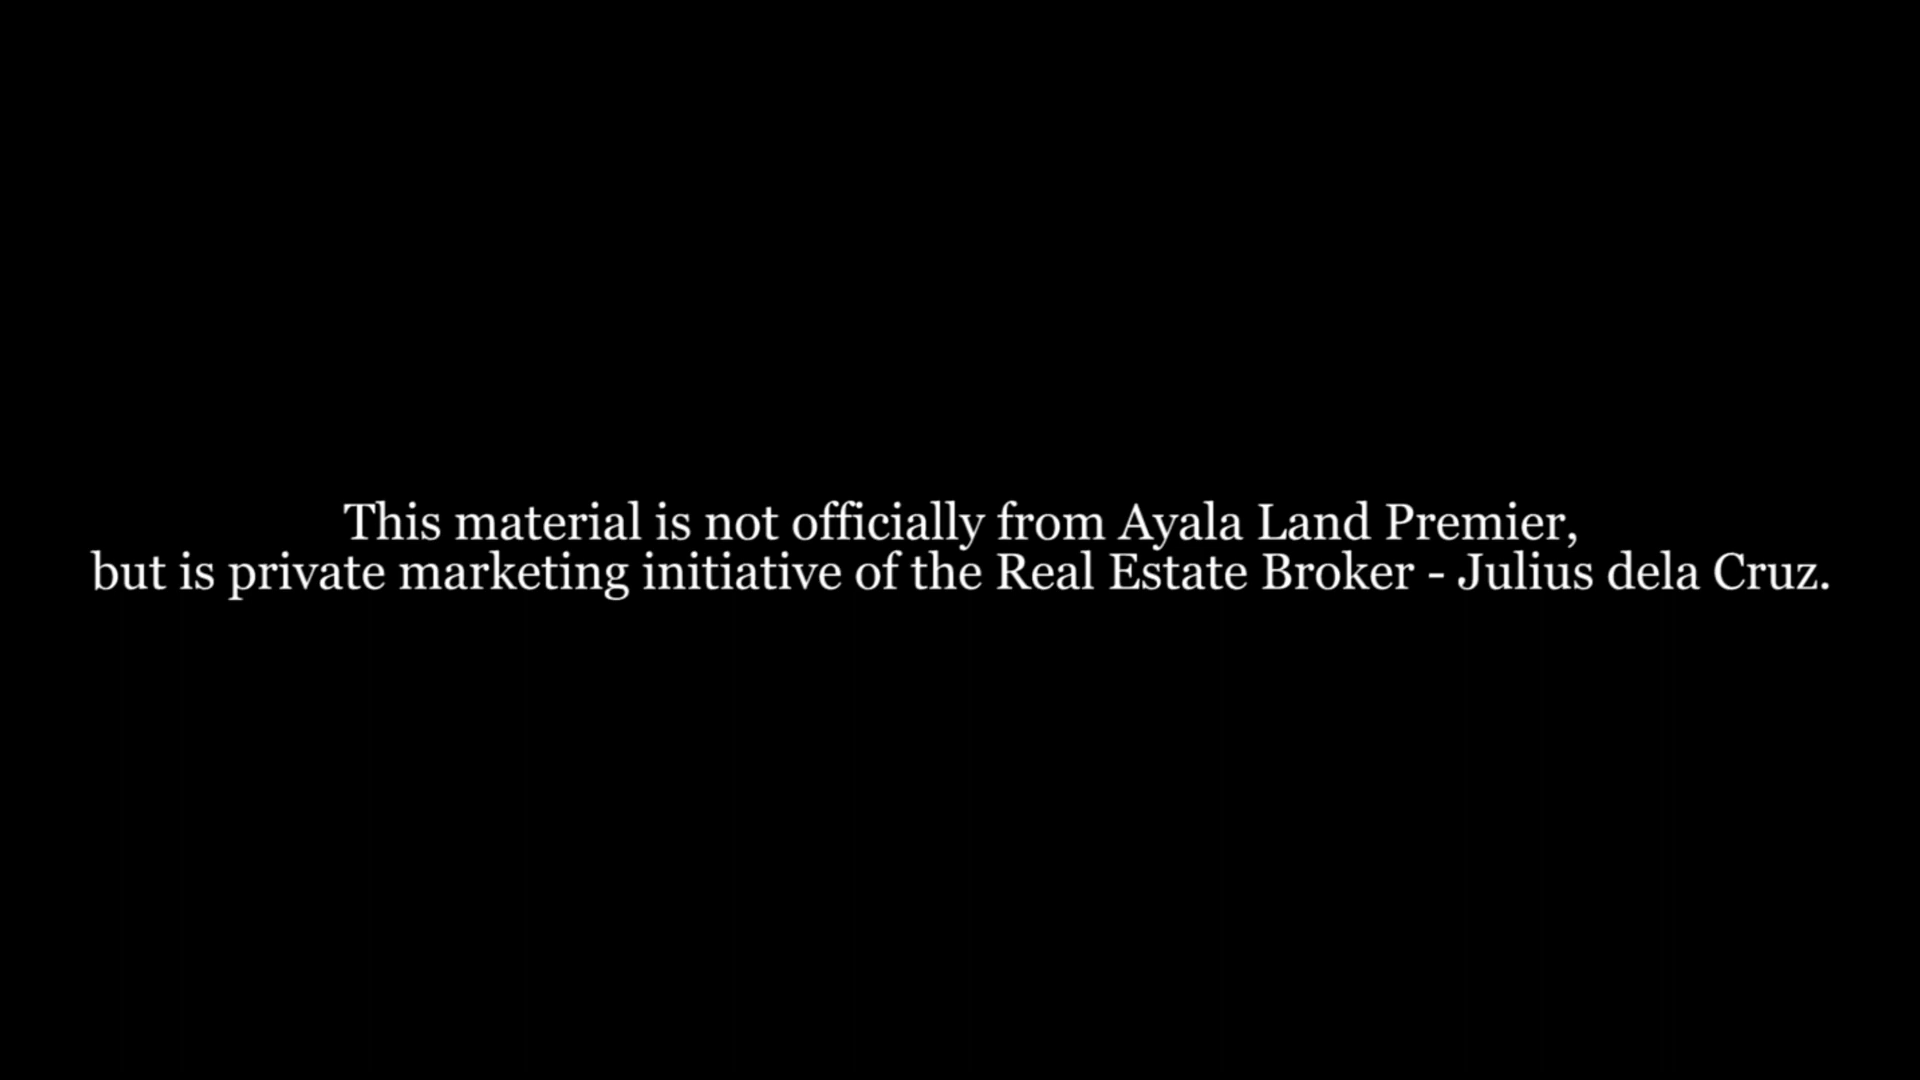 This material is not officially from Ayala Land Premier,
but is private marketing initiative of the Real Estate Broker - Julius dela Cruz.